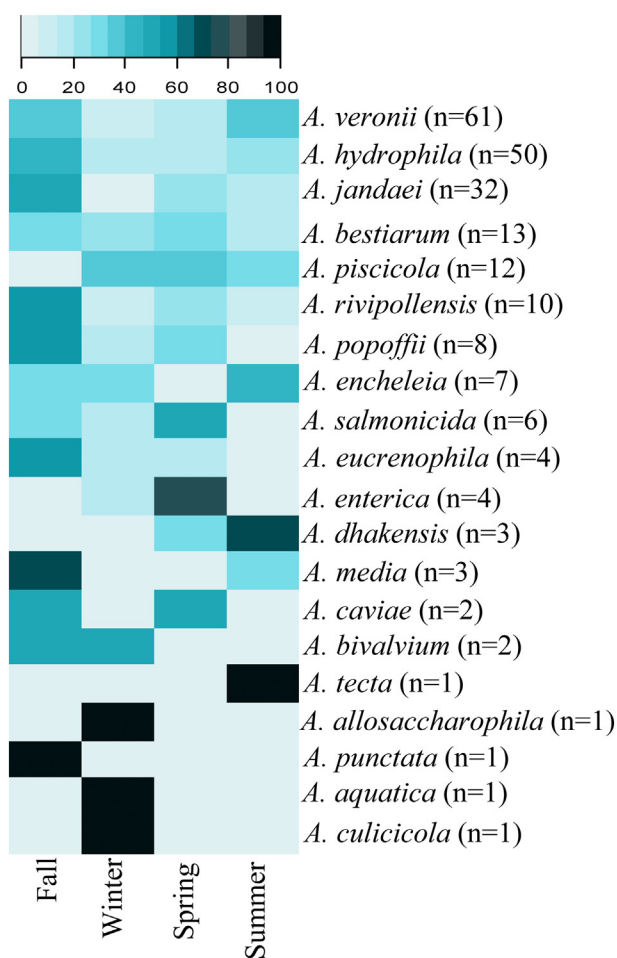 0 20 40 60 80 100
A. veronii (n=61)
A. hydrophila (n=50)
A. jandaei (n=32)
A. bestiarum (n=13)
A. piscicola (n=12)
A. rivipollensis (n=10)
A. popoffii (n=8)
A. encheleia (n=7)
A. salmonicida (n=6)
A. eucrenophila (n=4)
A. enterica (n=4)
A. dhakensis (n=3)
A. media (n=3)
A. caviae (n=2)
A. bivalvium (n=2)
A. tecta (n=1)
A. allosaccharophila (n=1)
A. punctata (n=1)
A. aquatica (n=1)
A. culicicola (n=1)
Fall
Winter
Spring
Summer